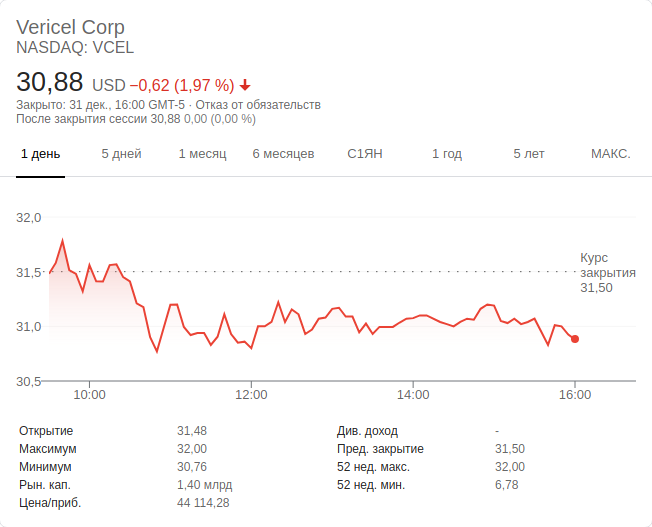 Vericel Corp
NASDAQ: VCEL
30,88 USD −0,62 (1,97 %)
Закрыто: 31 дек., 16:00 GMT-5 · Отказ от обязательств
После закрытия сессии 30,88 0,00 (0,00 %)
1 день 5 дней 1 месяц 6 месяцев С1ЯН 1 год 5 лет МАКС.
32,0
31,5
31,0
30,5
Курс
закрытия
31,50
10:00 12:00 14:00 16:00
Открытие 31,48 Див. доход -
Максимум 32,00 Пред. закрытие 31,50
Минимум 30,76 52 нед. макс. 32,00
Рын. кап. 1,40 млрд 52 нед. мин. 6,78
Цена/приб. 44 114,28